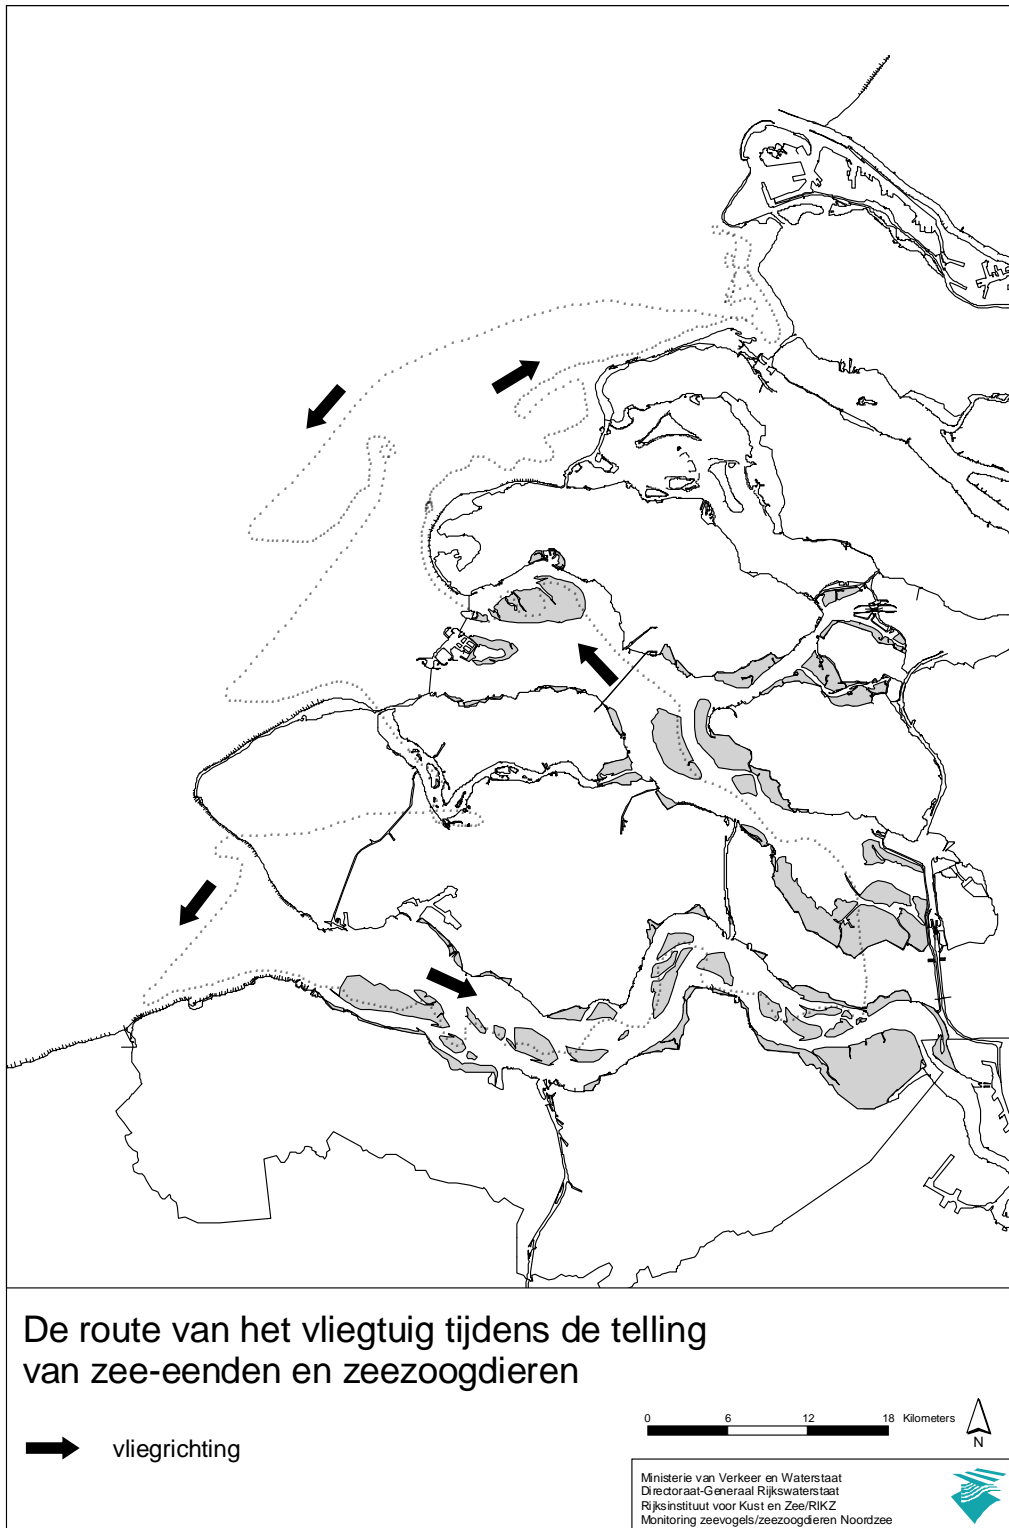 De route van het vliegtuig tijdens de telling
van zee-eenden en zeezoogdieren
vliegrichting
0 6 12 18 Kilometers
N
Ministerie van Verkeer en Waterstaat
Directoraat-Generaal Rijkswaterstaat
Rijksinstituut voor Kust en Zee/RIKZ
Monitoring zeevogels/zeezoogdieren Noordzee